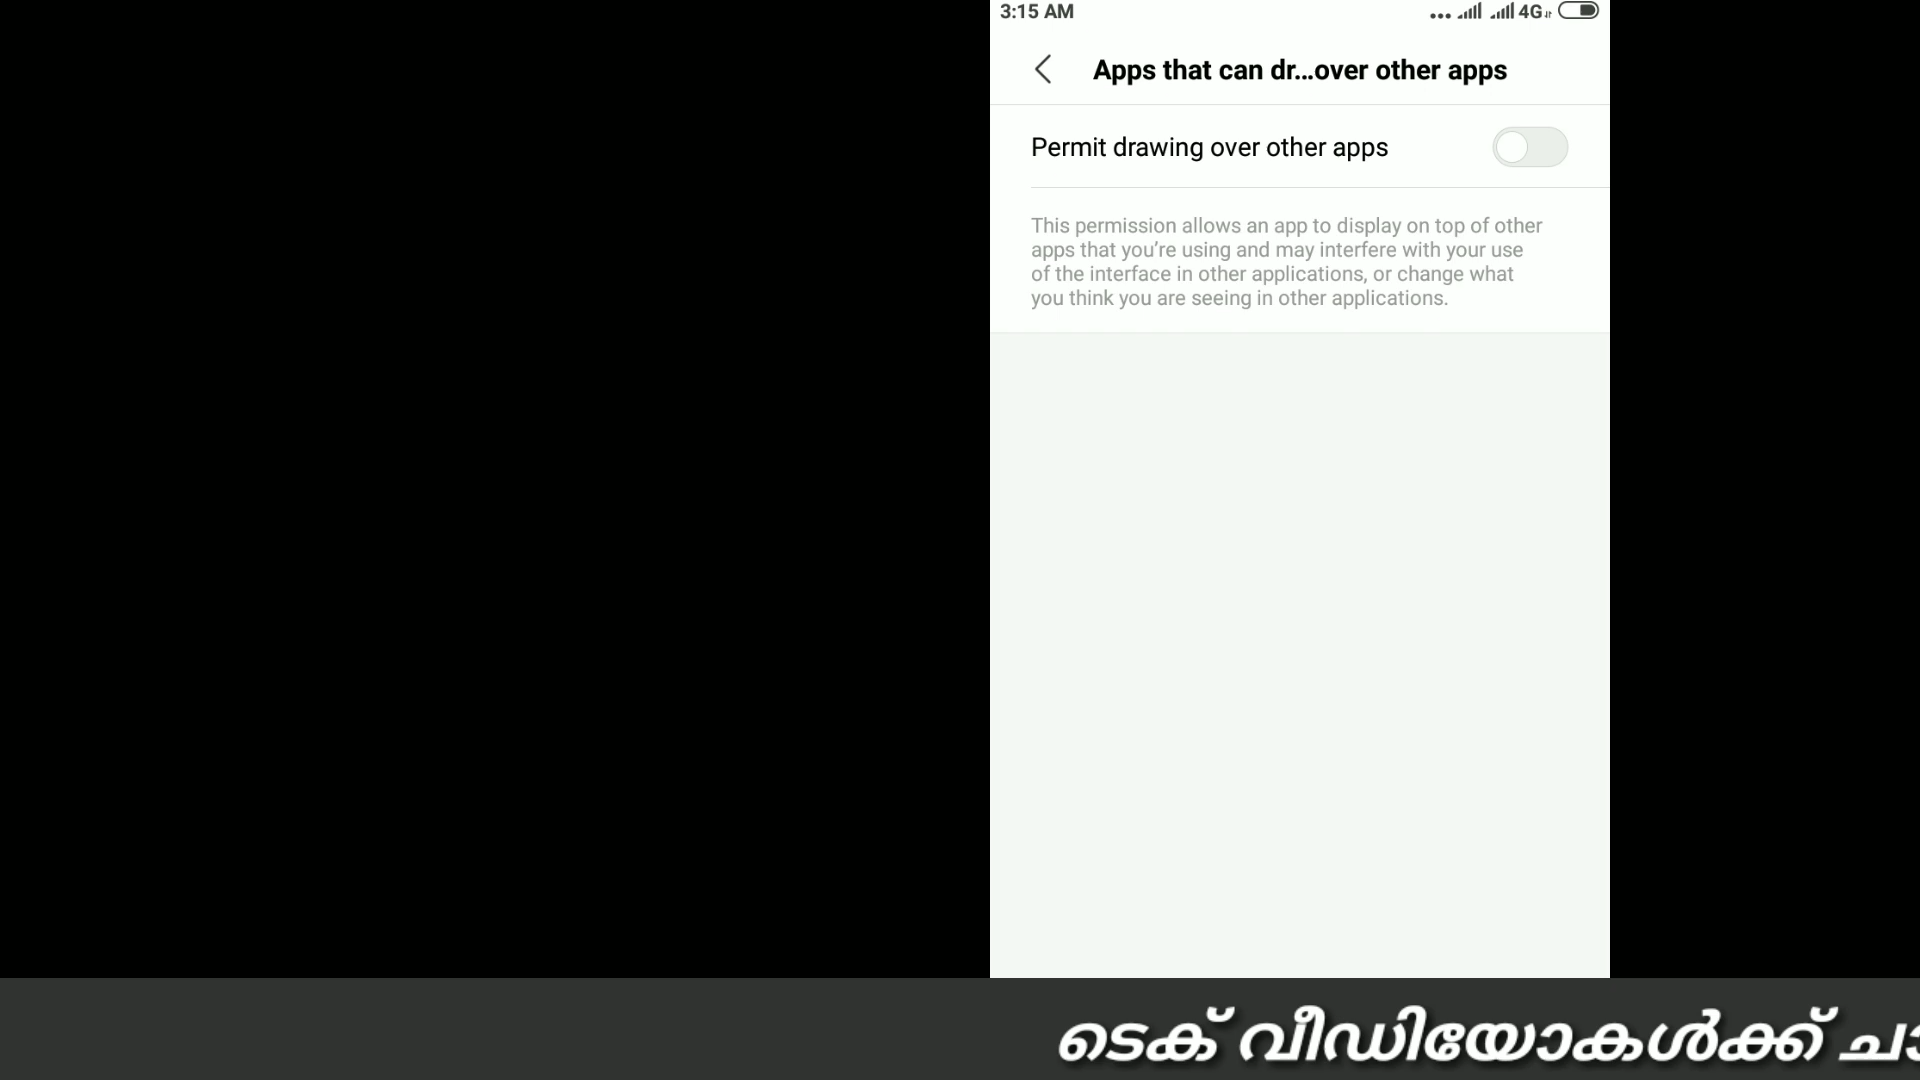 3:15 AM
4G
Apps that can dr...over other apps
Permit drawing over other apps
This permission allows an app to display on top of other
apps that you’re using and may interfere with your use
of the interface in other applications, or change what
you think you are seeing in other applications.
ടെക് വീഡിയോകൾക്ക്